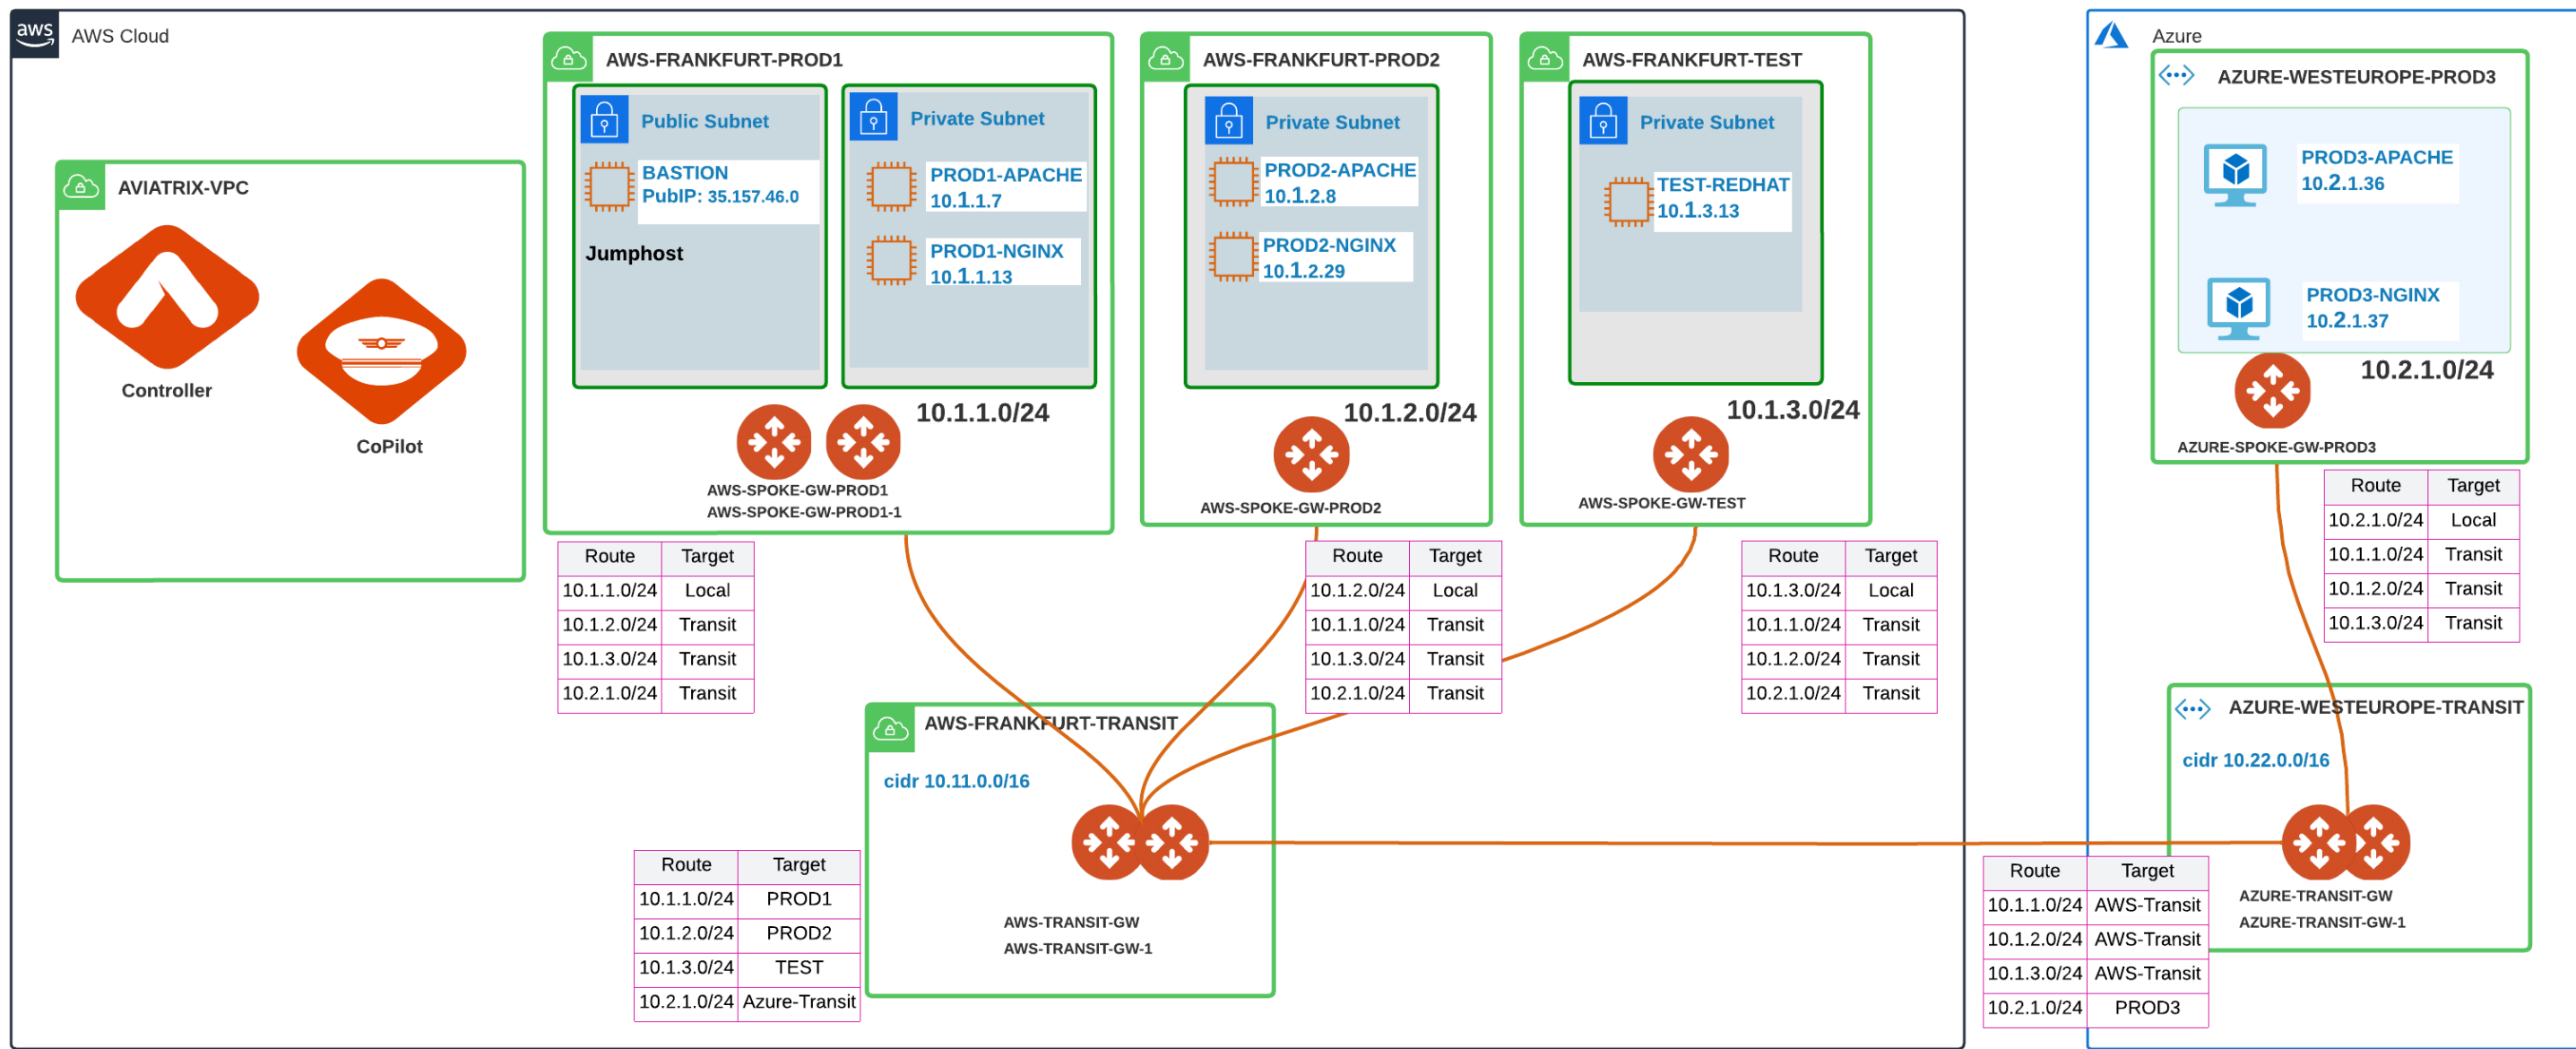 aws
AWS Cloud
AVIATRIX-VPC
Controller
CoPilot
AWS-FRANKFURT-PROD1
Public Subnet
BASTION
PubIP: 35.157.46.0
Jumphost
Private Subnet
PROD1-APACHE
10.1.1.7
PROD1-NGINX
10.1.1.13
10.1.1.0/24
AWS-SPOKE-GW-PROD1
AWS-SPOKE-GW-PROD1-1
Route Target
10.1.1.0/24 Local
10.1.2.0/24 Transit
10.1.3.0/24 Transit
10.2.1.0/24 Transit
AWS-FRANKFURT-PROD2
Private Subnet
PROD2-APACHE
10.1.2.8
PROD2-NGINX
10.1.2.29
10.1.2.0/24
AWS-SPOKE-GW-PROD2
Route Target
10.1.2.0/24 Local
10.1.1.0/24 Transit
10.1.3.0/24 Transit
10.2.1.0/24 Transit
AWS-FRANKFURT-TEST
Private Subnet
TEST-REDHAT
10.1.3.13
10.1.3.0/24
AWS-SPOKE-GW-TEST
Route Target
10.1.3.0/24 Local
10.1.1.0/24 Transit
10.1.2.0/24 Transit
10.2.1.0/24 Transit
AWS-FRANKFURT-TRANSIT
cidr 10.11.0.0/16
AWS-TRANSIT-GW
AWS-TRANSIT-GW-1
Route Target
10.1.1.0/24 PROD1
10.1.2.0/24 PROD2
10.1.3.0/24 TEST
10.2.1.0/24 Azure-Transit
Azure
AZURE-WESTEUROPE-PROD3
PROD3-APACHE
10.2.1.36
PROD3-NGINX
10.2.1.37
10.2.1.0/24
AZURE-SPOKE-GW-PROD3
Route Target
10.2.1.0/24 Local
10.1.1.0/24 Transit
10.1.2.0/24 Transit
10.1.3.0/24 Transit
AZURE-WESTEUROPE-TRANSIT
cidr 10.22.0.0/16
AZURE-TRANSIT-GW
AZURE-TRANSIT-GW-1
Route Target
10.1.1.0/24 AWS-Transit
10.1.2.0/24 AWS-Transit
10.1.3.0/24 AWS-Transit
10.2.1.0/24 PROD3